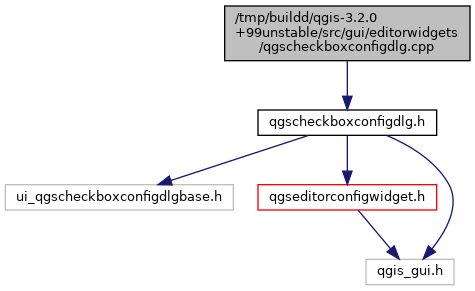 /tmp/buildd/qgis-3.2.0
+99unstable/src/gui/editorwidgets
/qgscheckboxconfigdlg.cpp
qgscheckboxconfigdlg.h
ui_qgscheckboxconfigdlgbase.h
qgseditorconfigwidget.h
qgis_gui.h